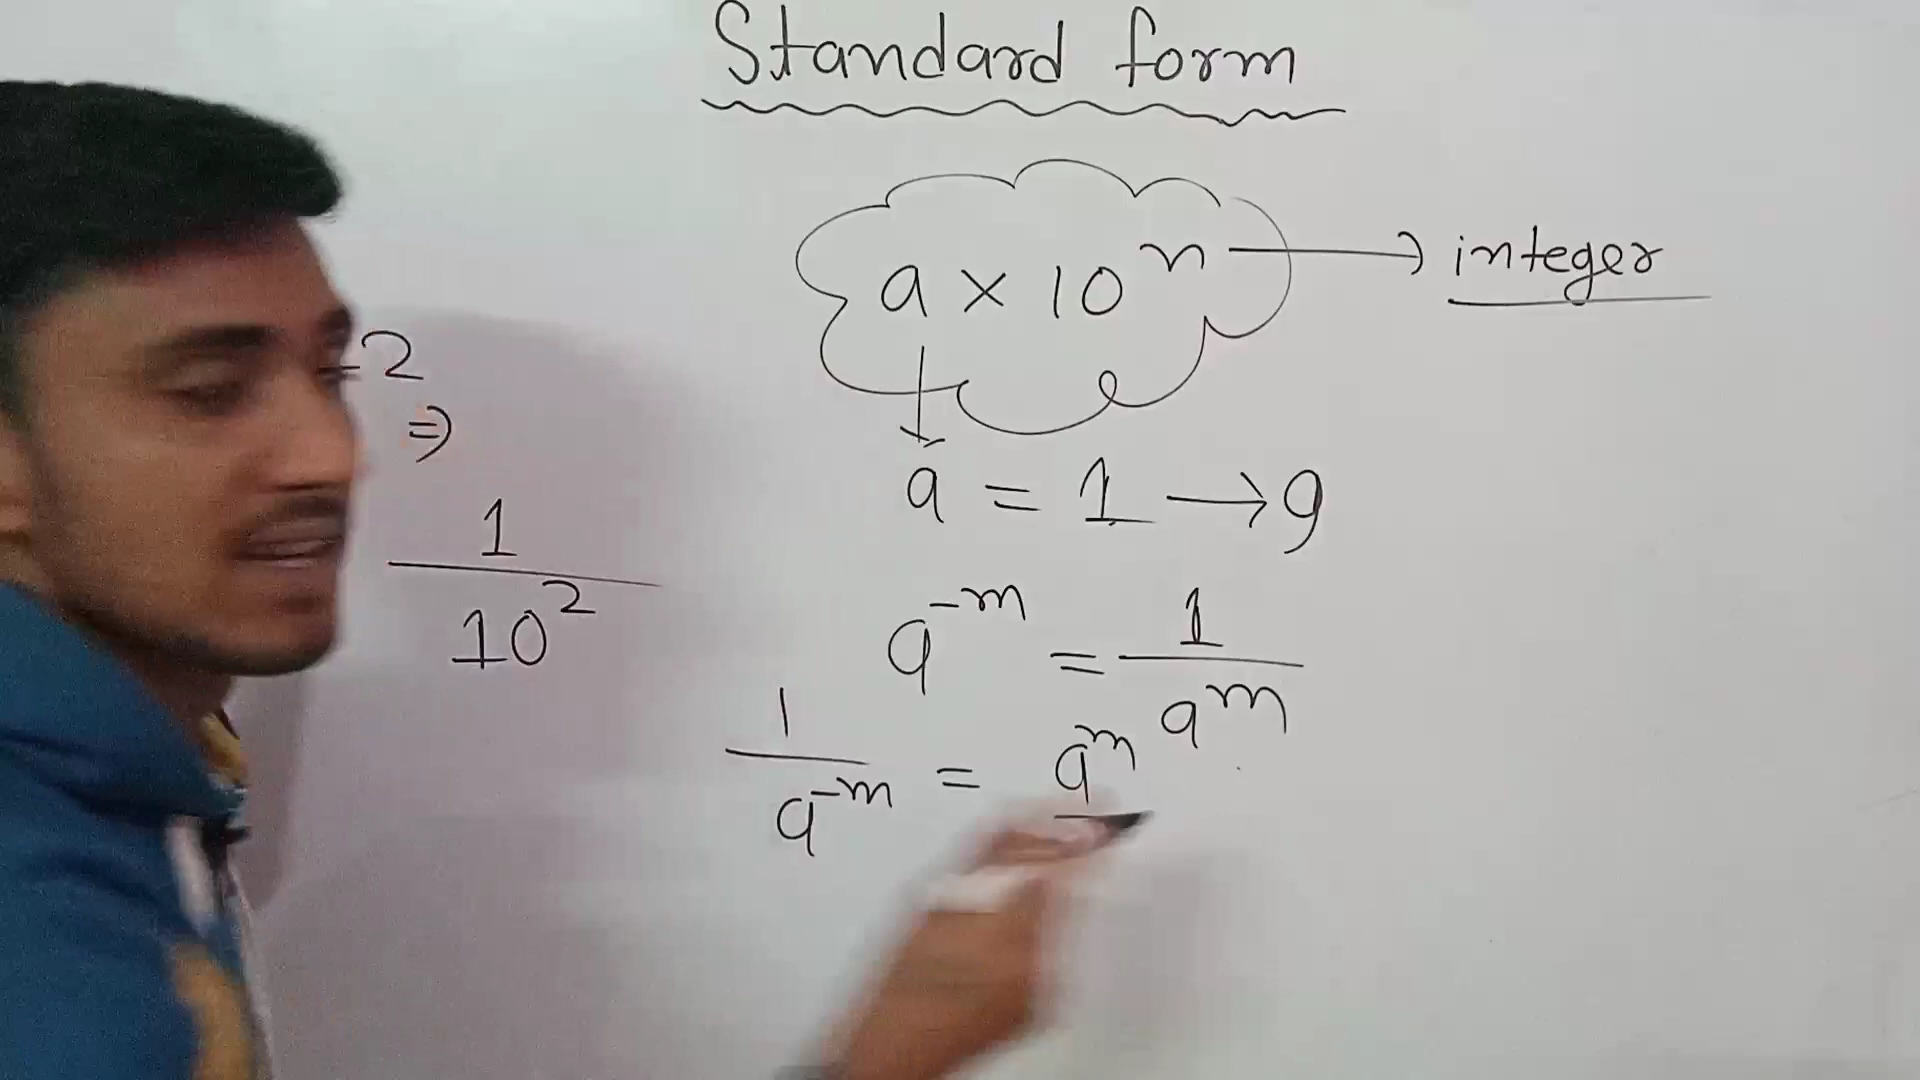 Standard form
a × 10^n → integer
a = 1 → 9
-2
⇒
1
10^2
a^-m = 1/a^m
1/a^-m = a^m